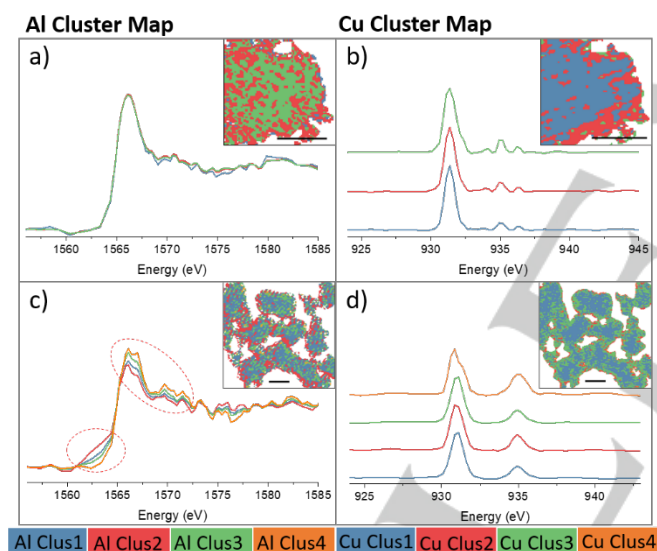 Al Cluster Map
Cu Cluster Map
a)
b)
1560 1565 1570 1575 1580 1585
925 930 935 940 945
Energy (eV)
Energy (eV)
c)
d)
1560 1565 1570 1575 1580 1585
925 930 935 940
Energy (eV)
Energy (eV)
Al Clus1 Al Clus2 Al Clus3 Al Clus4 Cu Clus1 Cu Clus2 Cu Clus3 Cu Clus4